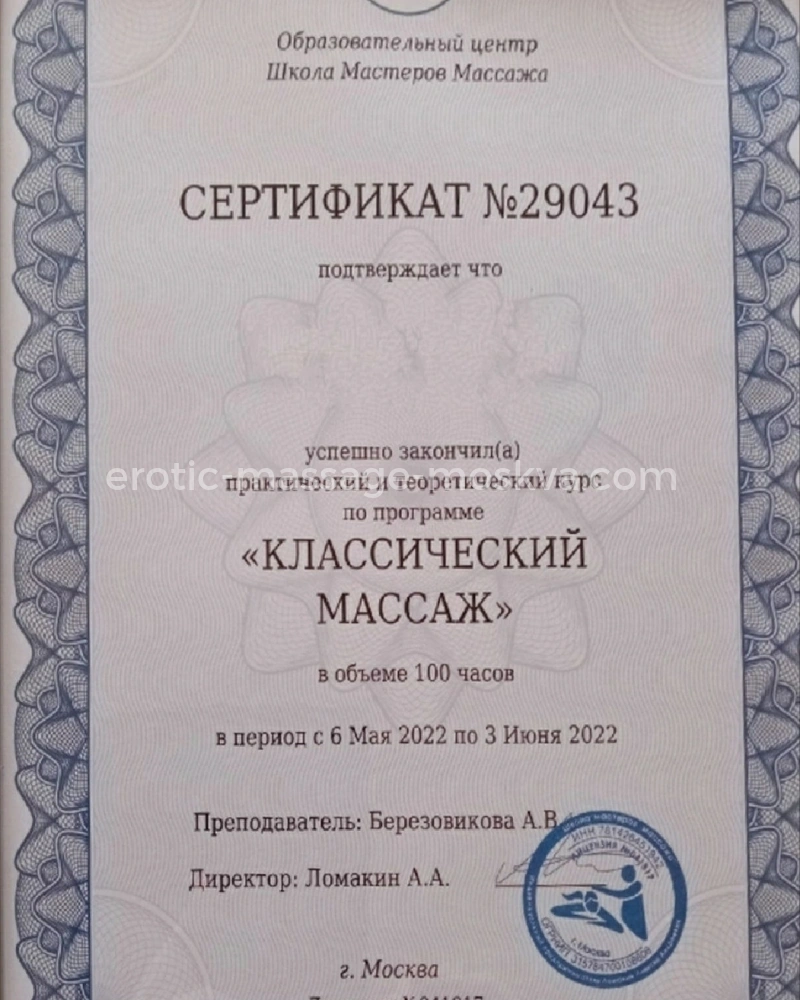 Образовательный центр
Школа Мастеров Массажа
СЕРТИФИКАТ №29043
подтверждает что
успешно закончил(а)
erotic-massage-moskva.com
практический и теоретический курс
по программе
«КЛАССИЧЕСКИЙ
МАССАЖ»
в объеме 100 часов
в период с 6 Мая 2022 по 3 Июня 2022
Преподаватель: Березовикова А.В.
Директор: Ломакин А.А.
г. Москва